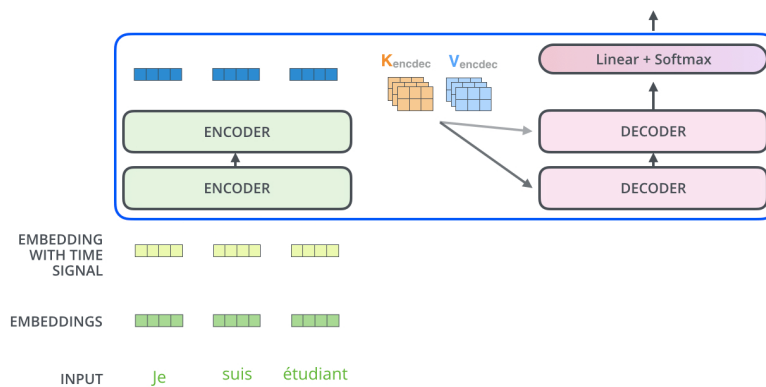 Kencdec Vencdec
Linear + Softmax
ENCODER
DECODER
ENCODER
DECODER
EMBEDDING
WITH TIME
SIGNAL
EMBEDDINGS
INPUT Je suis étudiant